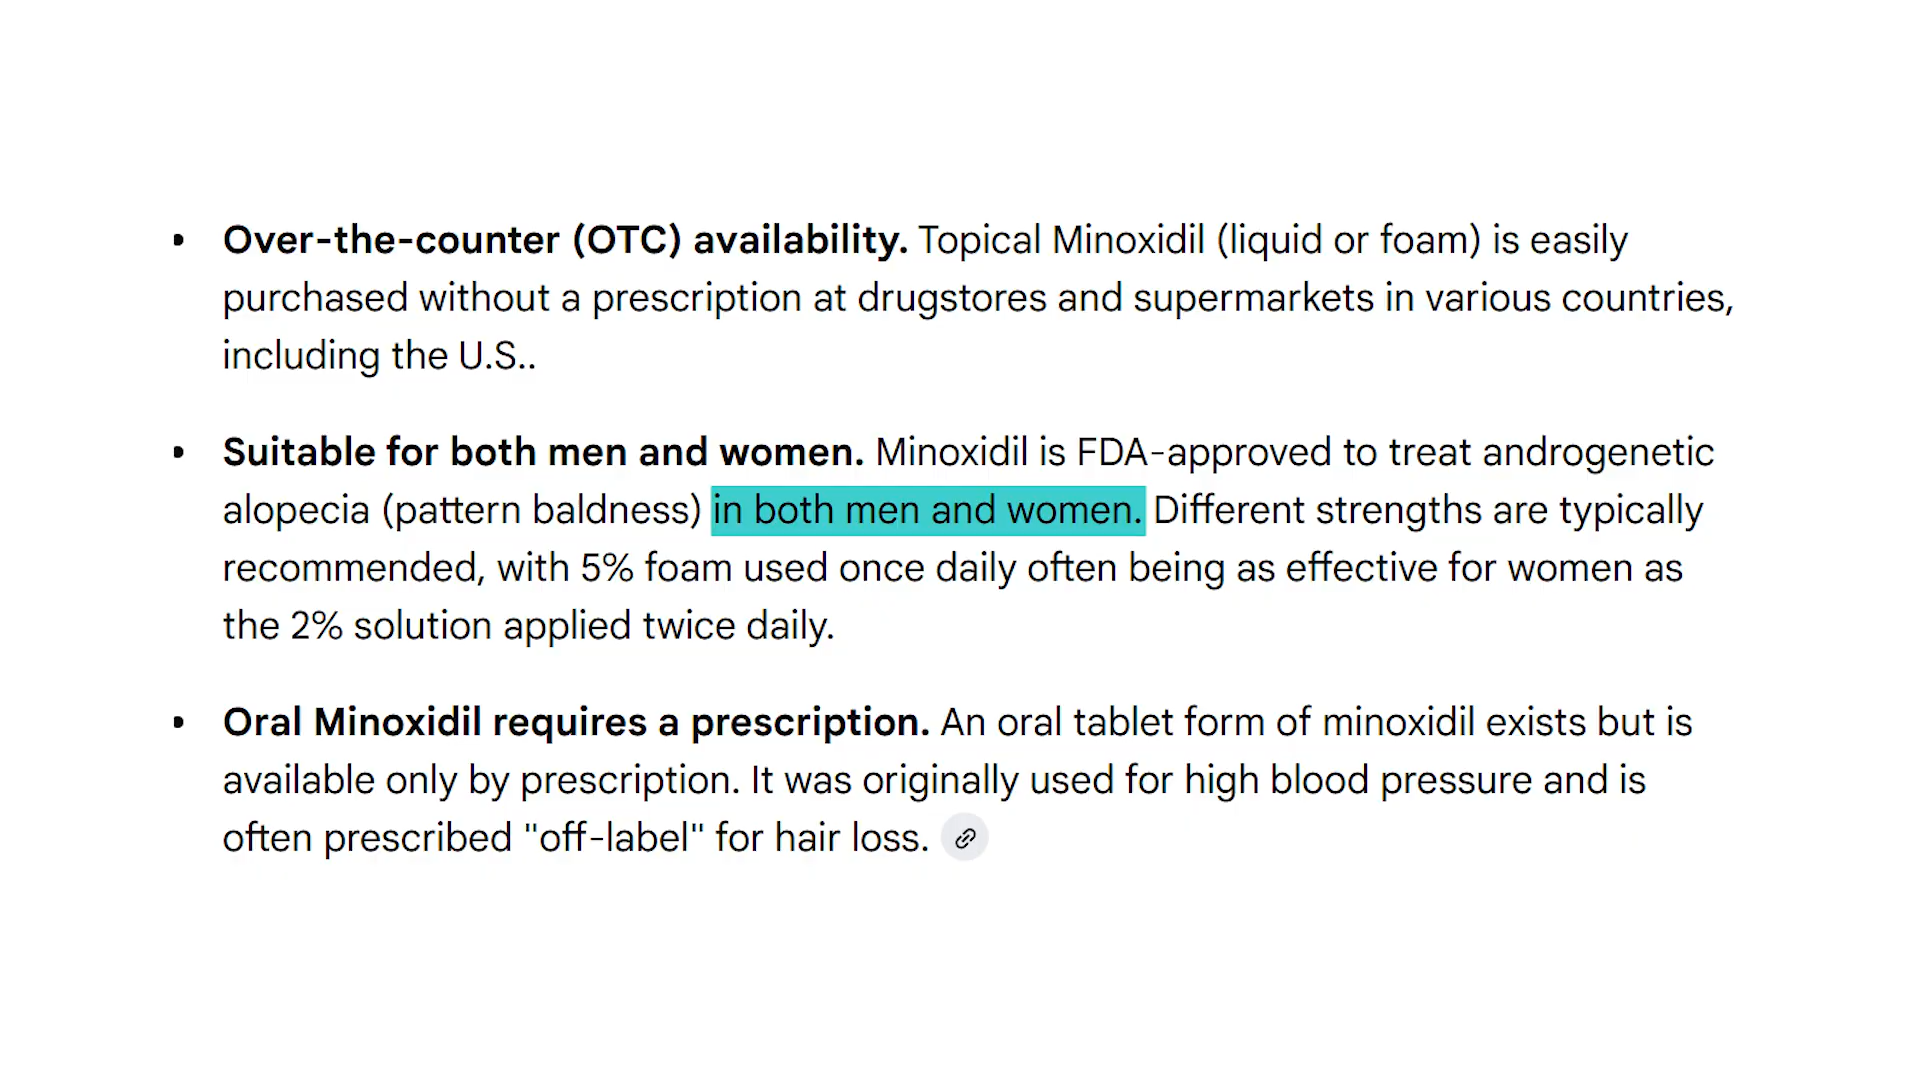 • Over-the-counter (OTC) availability. Topical Minoxidil (liquid or foam) is easily
purchased without a prescription at drugstores and supermarkets in various countries,
including the U.S..
• Suitable for both men and women. Minoxidil is FDA-approved to treat androgenetic
alopecia (pattern baldness) in both men and women. Different strengths are typically
recommended, with 5% foam used once daily often being as effective for women as
the 2% solution applied twice daily.
• Oral Minoxidil requires a prescription. An oral tablet form of minoxidil exists but is
available only by prescription. It was originally used for high blood pressure and is
often prescribed "off-label" for hair loss.